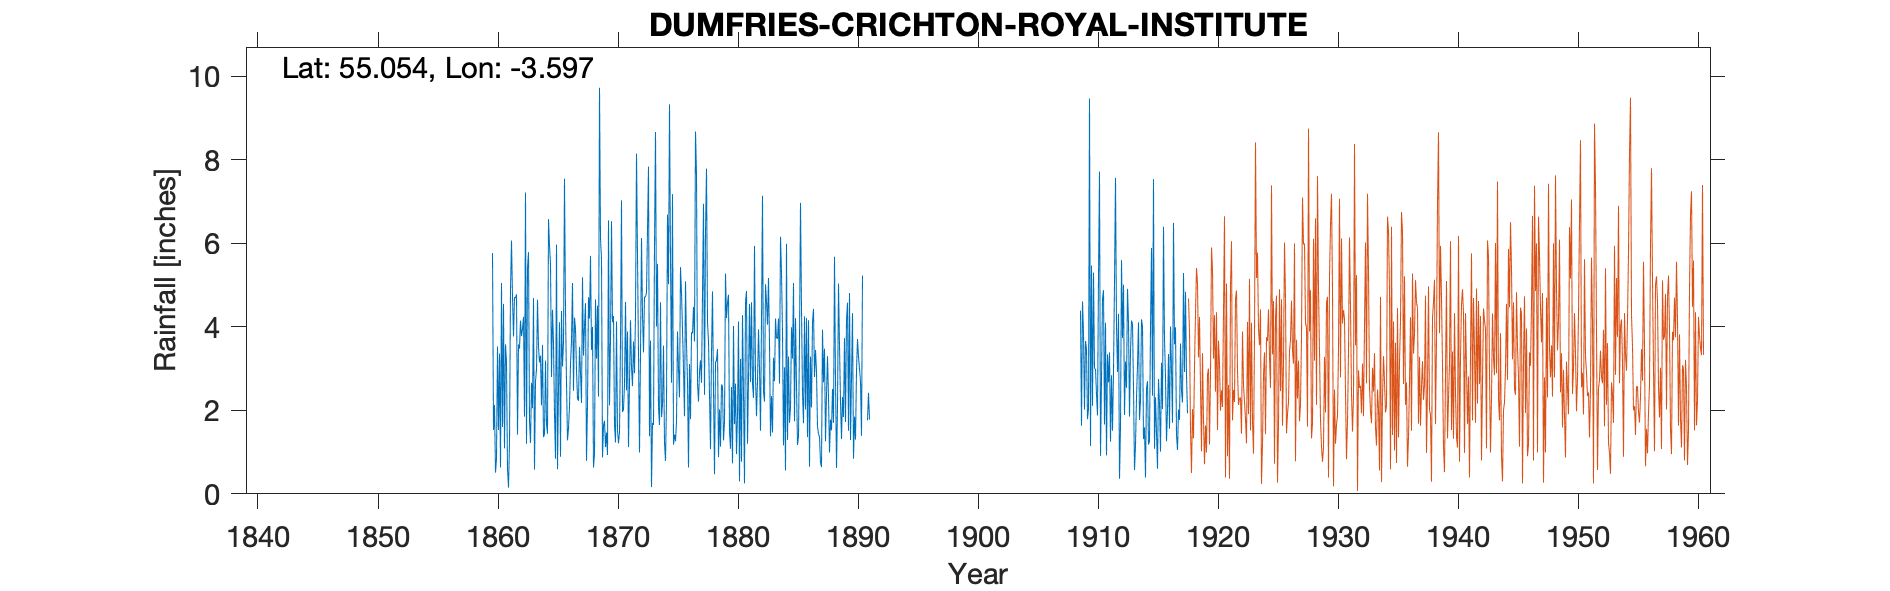 DUMFRIES-CRICHTON-ROYAL-INSTITUTE
Lat: 55.054, Lon: -3.597
10
8
6
4
2
0
Rainfall [inches]
1840 1850 1860 1870 1880 1890 1900 1910 1920 1930 1940 1950 1960
Year